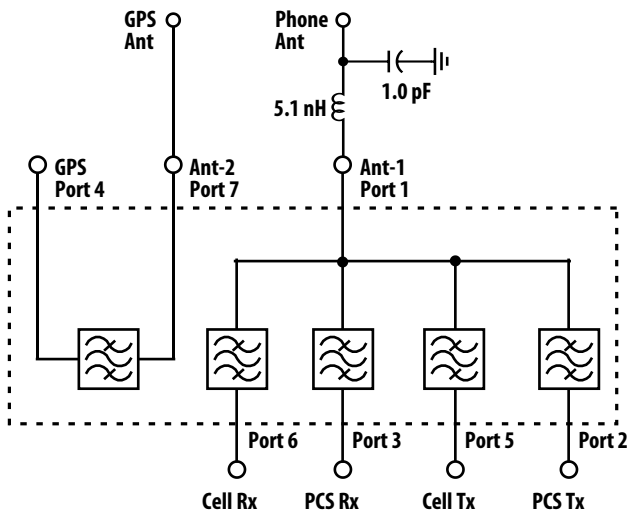 GPS
Ant
Phone
Ant
1.0 pF
5.1 nH
GPS
Port 4
Ant-2
Port 7
Ant-1
Port 1
Port 6
Port 3
Port 5
Port 2
Cell Rx
PCS Rx
Cell Tx
PCS Tx